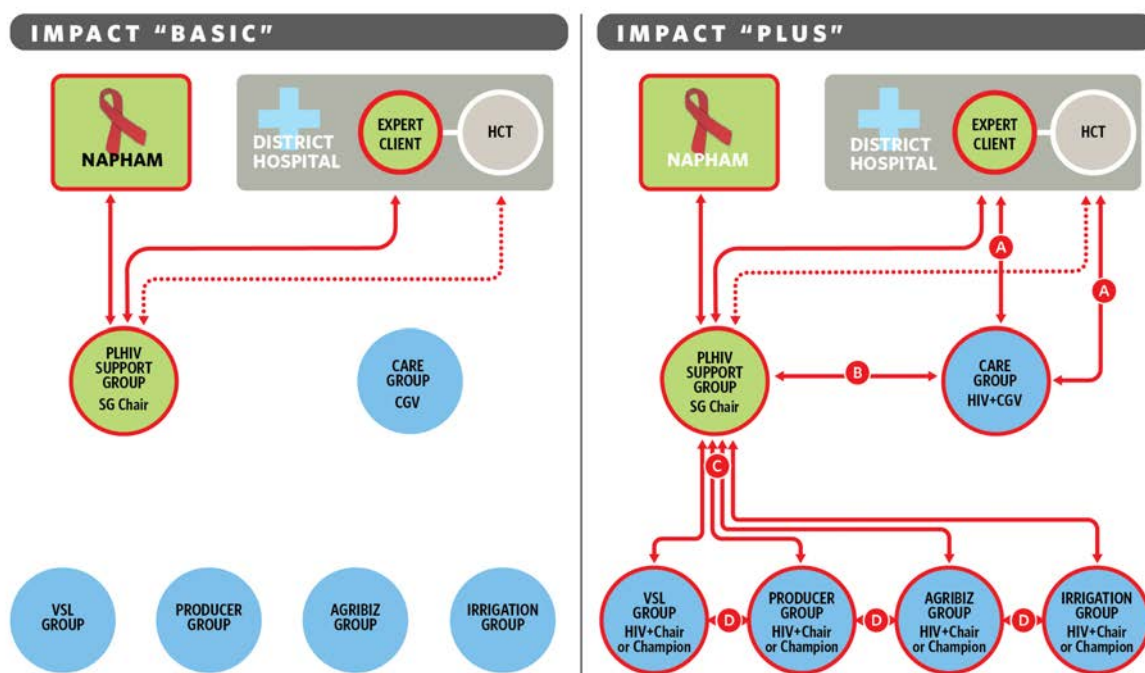 IMPACT “BASIC”
NAPHAM
DISTRICT
HOSPITAL
EXPERT
CLIENT
HCT
PLHIV
SUPPORT
GROUP
SG Chair
CARE
GROUP
CGV
VSL
GROUP
PRODUCER
GROUP
AGRIBIZ
GROUP
IRRIGATION
GROUP
IMPACT “PLUS”
NAPHAM
DISTRICT
HOSPITAL
EXPERT
CLIENT
HCT
A
A
PLHIV
SUPPORT
GROUP
SG Chair
B
CARE
GROUP
HIV+CGV
C
VSL
GROUP
HIV+Chair
or Champion
D
PRODUCER
GROUP
HIV+Chair
or Champion
D
AGRIBIZ
GROUP
HIV+Chair
or Champion
D
IRRIGATION
GROUP
HIV+Chair
or Champion